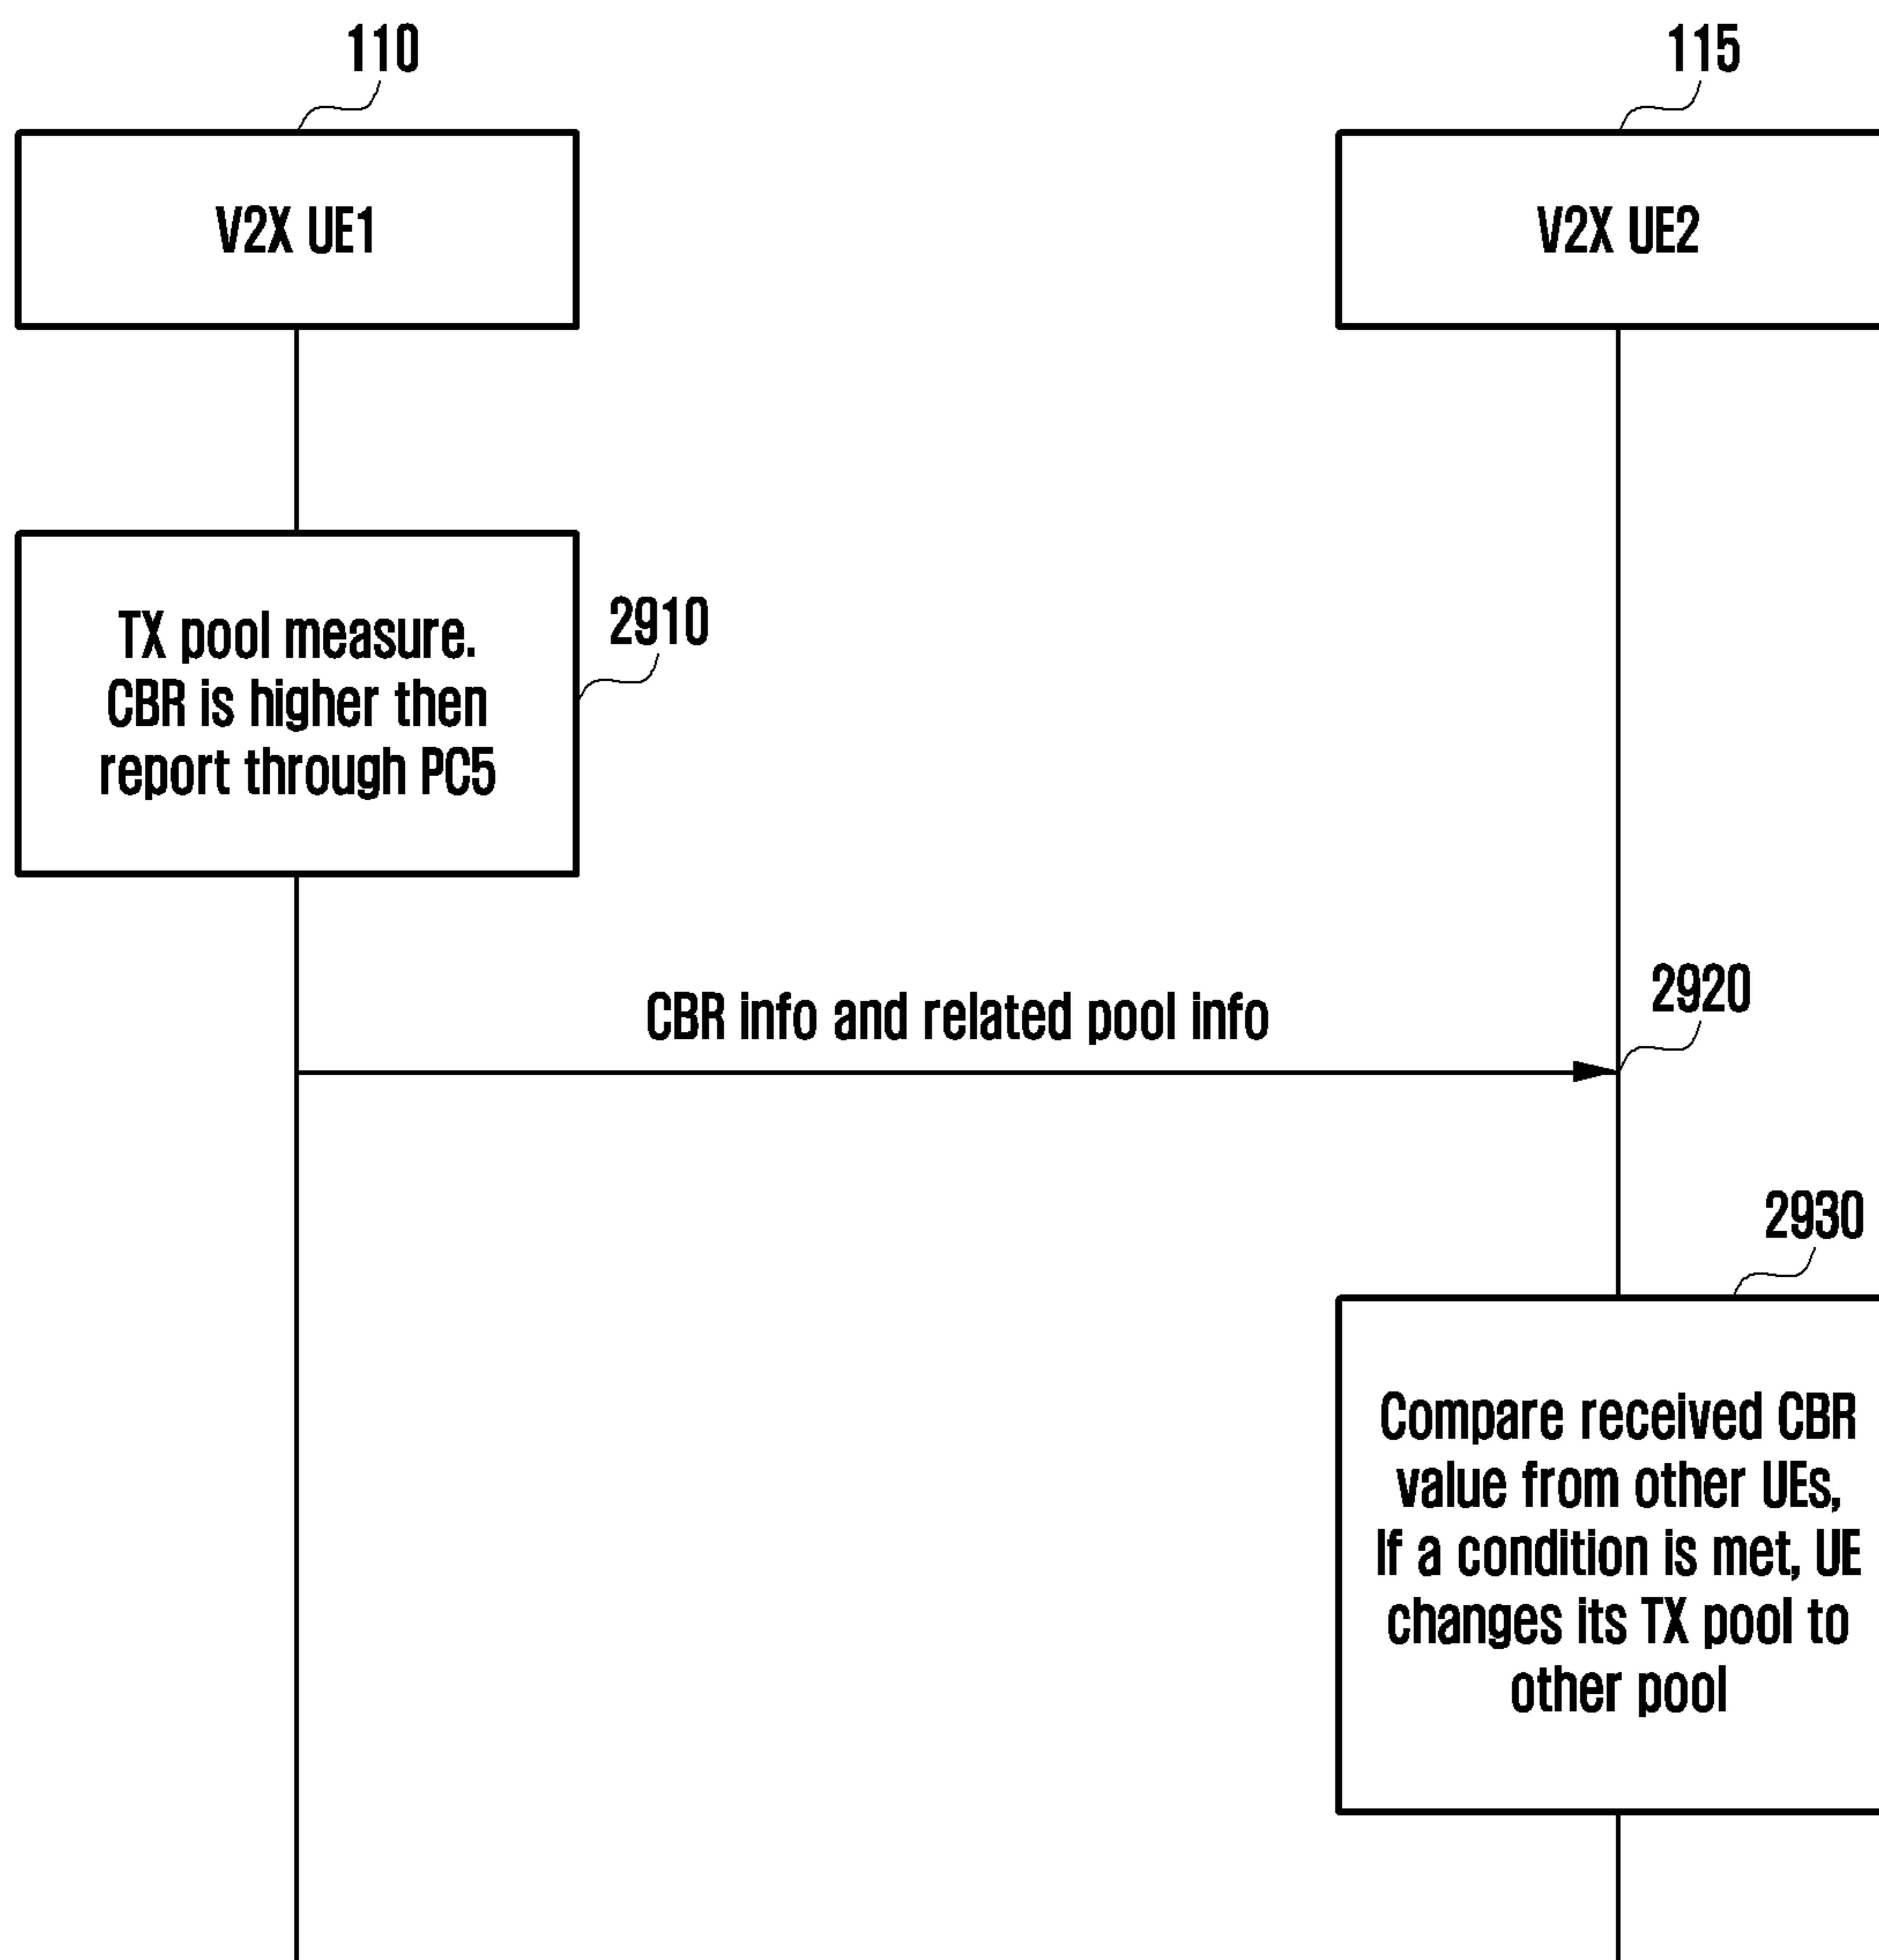 110
115
V2X UE1
V2X UE2
TX pool measure.
CBR is higher then
report through PC5
2910
CBR info and related pool info
2920
2930
Compare received CBR
value from other UEs,
If a condition is met, UE
changes its TX pool to
other pool